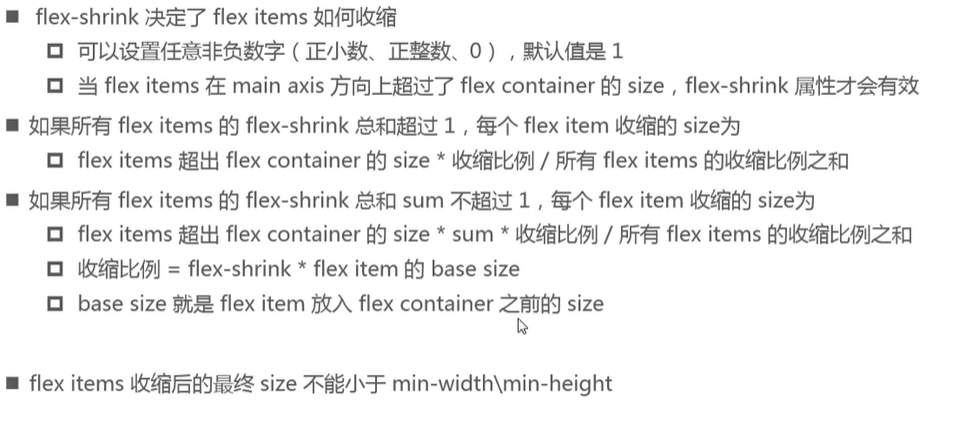 ■ flex-shrink 决定了 flex items 如何收缩
□ 可以设置任意非负数字（正小数、正整数、0），默认值是 1
□ 当 flex items 在 main axis 方向上超过了 flex container 的 size，flex-shrink 属性才会有效
■ 如果所有 flex items 的 flex-shrink 总和超过 1，每个 flex item 收缩的 size为
□ flex items 超出 flex container 的 size * 收缩比例 / 所有 flex items 的收缩比例之和
■ 如果所有 flex items 的 flex-shrink 总和 sum 不超过 1，每个 flex item 收缩的 size为
□ flex items 超出 flex container 的 size * sum * 收缩比例 / 所有 flex items 的收缩比例之和
□ 收缩比例 = flex-shrink * flex item 的 base size
□ base size 就是 flex item 放入 flex container 之前的 size
■ flex items 收缩后的最终 size 不能小于 min-width\min-height